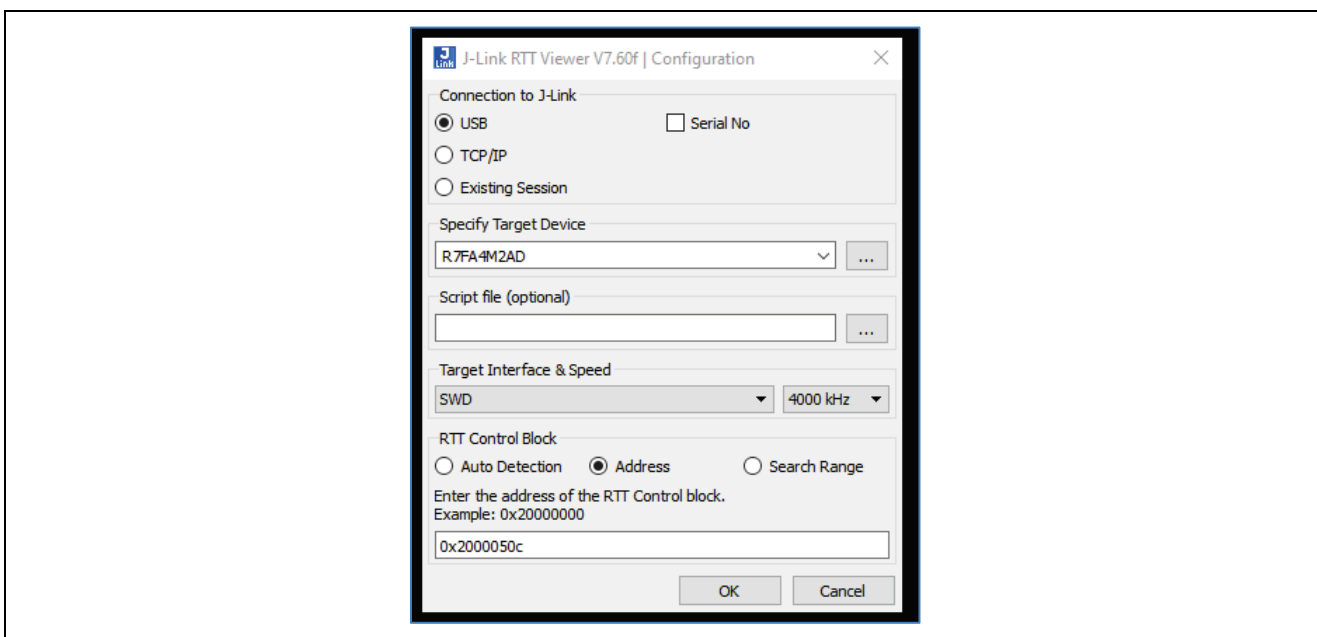 J-Link RTT Viewer V7.60f | Configuration
Connection to J-Link
USB Serial No
TCP/IP
Existing Session
Specify Target Device
R7FA4M2AD ...
Script file (optional)
...
Target Interface & Speed
SWD 4000 kHz
RTT Control Block
Auto Detection Address Search Range
Enter the address of the RTT Control block.
Example: 0x20000000
0x2000050c
OK Cancel